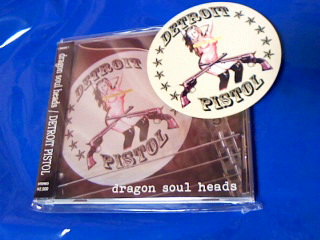 DETROIT
PISTOL
dragon soul heads / DETROIT PISTOL
DETROIT
PISTOL
dragon soul heads